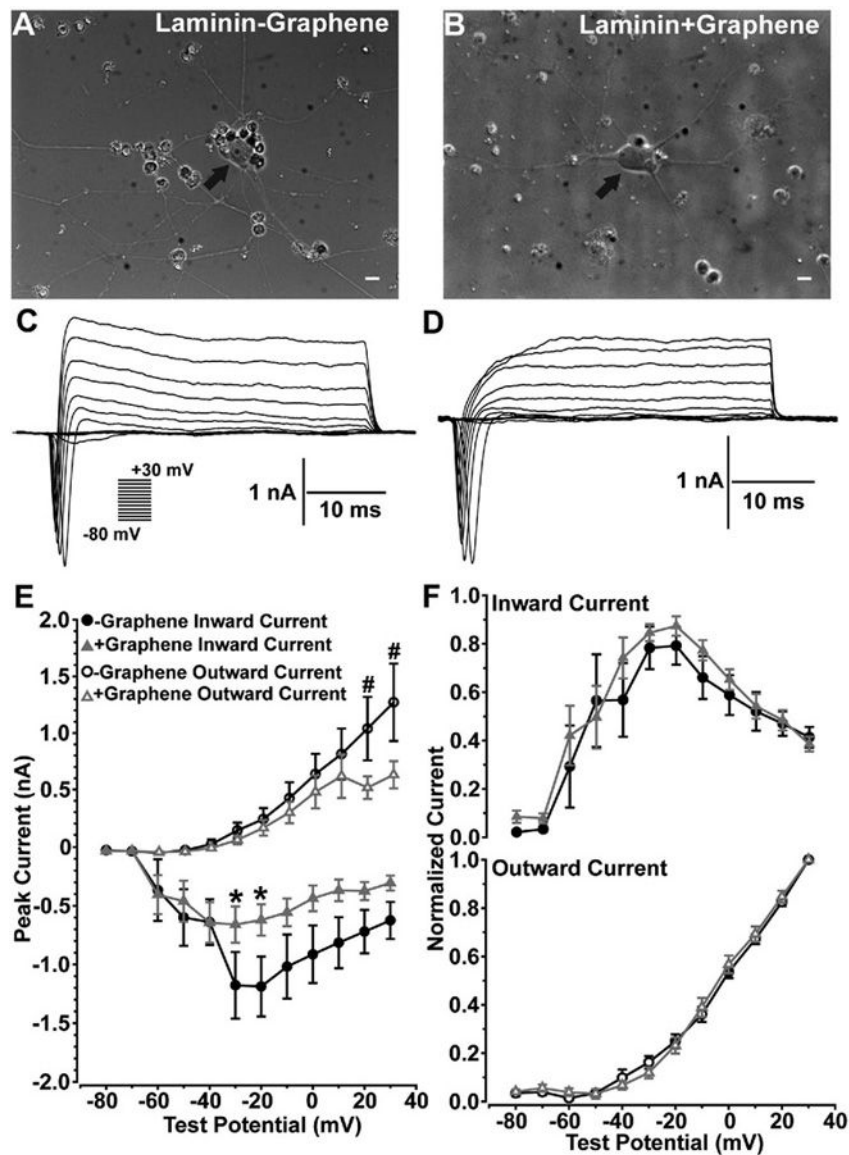 A
Laminin-Graphene
B
Laminin+Graphene
C
+30 mV
-80 mV
1 nA
10 ms
D
1 nA
10 ms
E
2.0
1.5
1.0
0.5
0
-0.5
-1.0
-1.5
-2.0
Peak Current (nA)
-Graphene Inward Current
+Graphene Inward Current
-Graphene Outward Current
+Graphene Outward Current
# #
* *
-80 -60 -40 -20 0 20 40
Test Potential (mV)
F
Inward Current
1.0
0.8
0.6
0.4
0.2
0.0
Normalized Current
Outward Current
1.0
0.8
0.6
0.4
0.2
0.0
-80 -60 -40 -20 0 20 40
Test Potential (mV)